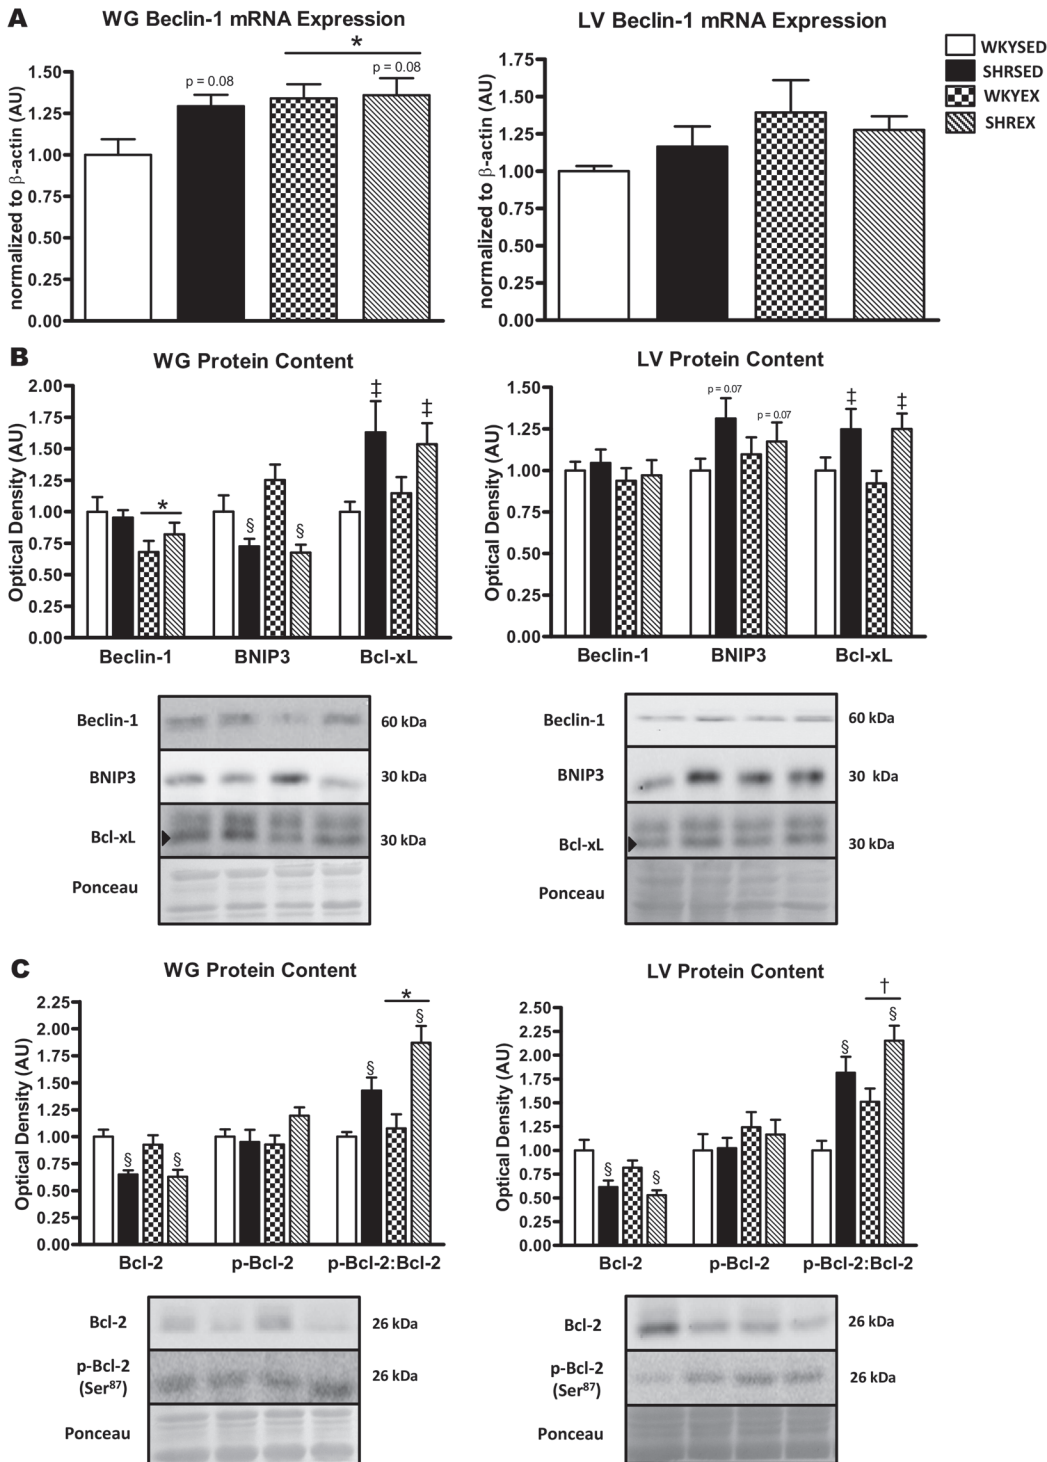 A
WG Beclin-1 mRNA Expression
normalized to β-actin (AU)
1.50
1.25
1.00
0.75
0.50
0.25
0.00
p = 0.08
*
p = 0.08
LV Beclin-1 mRNA Expression
normalized to β-actin (AU)
1.75
1.50
1.25
1.00
0.75
0.50
0.25
0.00
WKYSED
SHRSED
WKYEX
SHREX
B
WG Protein Content
Optical Density (AU)
2.00
1.75
1.50
1.25
1.00
0.75
0.50
0.25
0.00
*
§
§
‡
‡
Beclin-1 BNIP3 Bcl-xL
LV Protein Content
Optical Density (AU)
1.50
1.25
1.00
0.75
0.50
0.25
0.00
p = 0.07
p = 0.07
‡
‡
Beclin-1 BNIP3 Bcl-xL
Beclin-1 60 kDa
BNIP3 30 kDa
Bcl-xL 30 kDa
Ponceau
Beclin-1 60 kDa
BNIP3 30 kDa
Bcl-xL 30 kDa
Ponceau
C
WG Protein Content
Optical Density (AU)
2.25
2.00
1.75
1.50
1.25
1.00
0.75
0.50
0.25
0.00
§
§
§
*
§
Bcl-2 p-Bcl-2 p-Bcl-2:Bcl-2
LV Protein Content
Optical Density (AU)
2.50
2.25
2.00
1.75
1.50
1.25
1.00
0.75
0.50
0.25
0.00
§
§
§
†
§
Bcl-2 p-Bcl-2 p-Bcl-2:Bcl-2
Bcl-2 26 kDa
p-Bcl-2 26 kDa
(Ser⁸⁷)
Ponceau
Bcl-2 26 kDa
p-Bcl-2 26 kDa
(Ser⁸⁷)
Ponceau